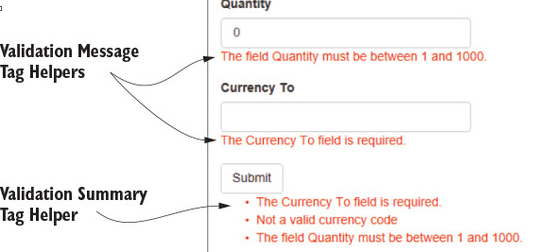 Quantity
0
The field Quantity must be between 1 and 1000.
Validation Message
Tag Helpers
Currency To
The Currency To field is required.
Submit
Validation Summary
Tag Helper
• The Currency To field is required.
• Not a valid currency code
• The field Quantity must be between 1 and 1000.